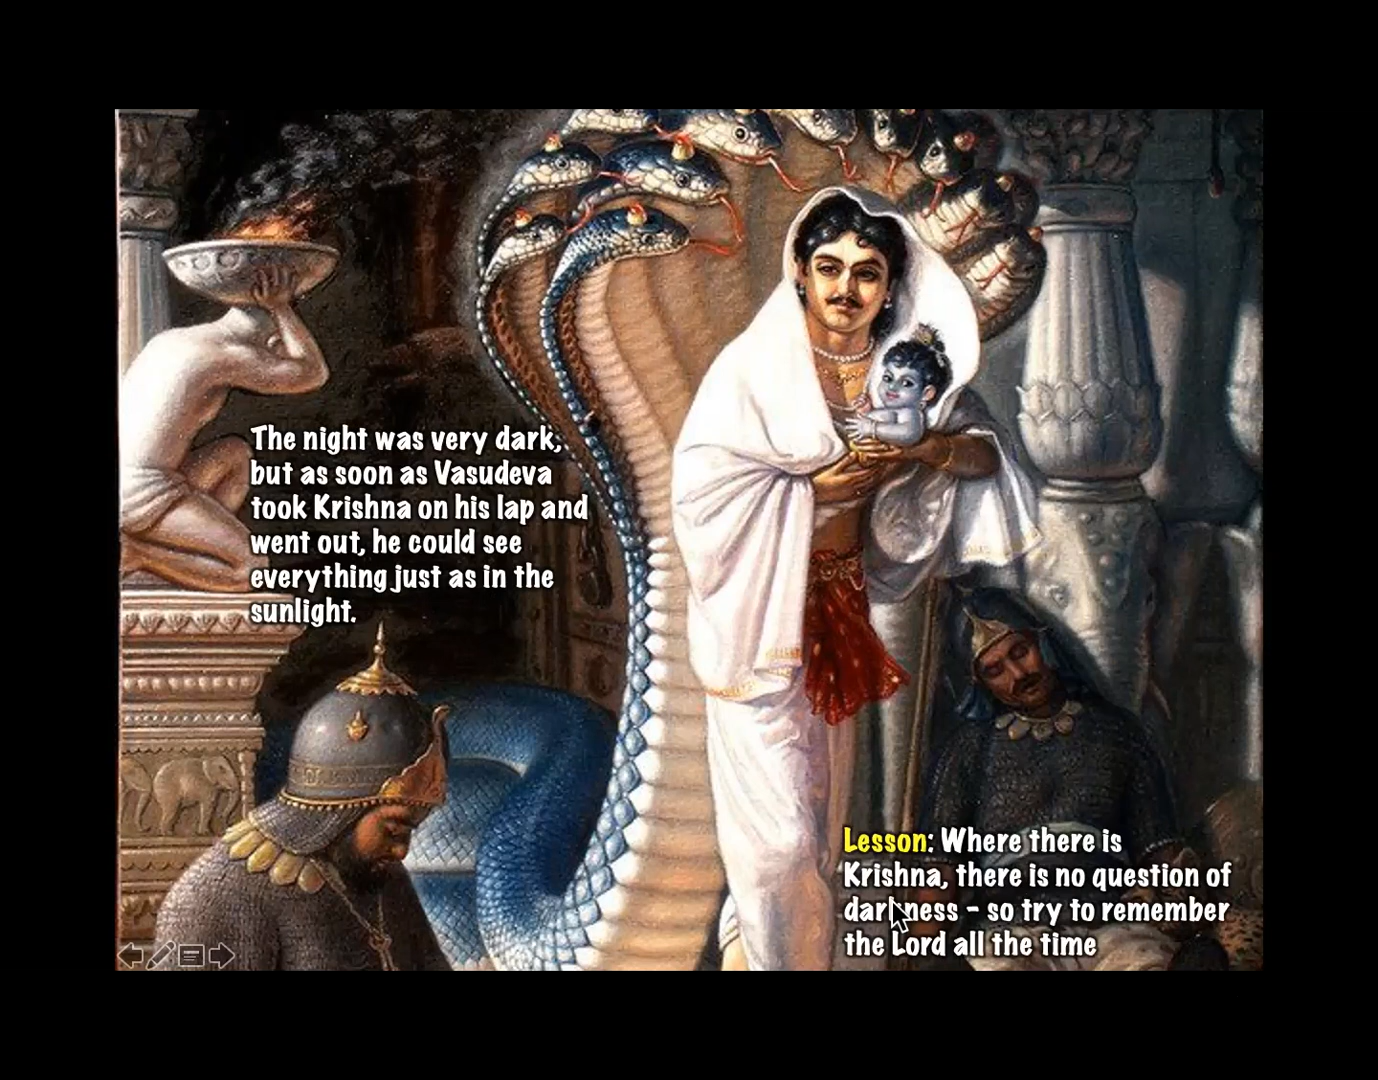 The night was very dark,
but as soon as Vasudeva
took Krishna on his lap and
went out, he could see
everything just as in the
sunlight.
Lesson: Where there is
Krishna, there is no question of
darkness - so try to remember
the Lord all the time